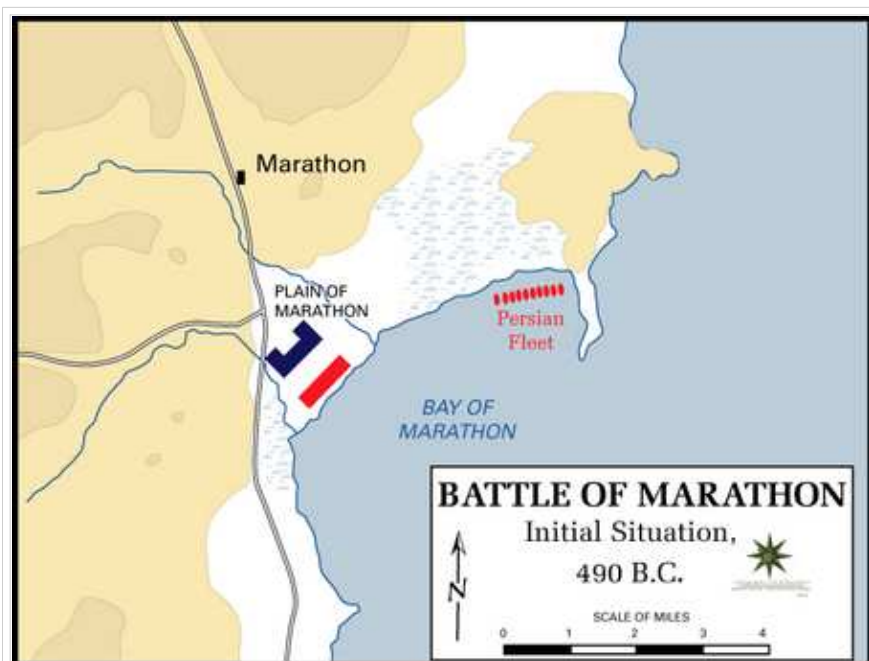 Marathon
PLAIN OF
MARATHON
Persian
Fleet
BAY OF
MARATHON
BATTLE OF MARATHON
Initial Situation,
490 B.C.
N
SCALE OF MILES
0 1 2 3 4